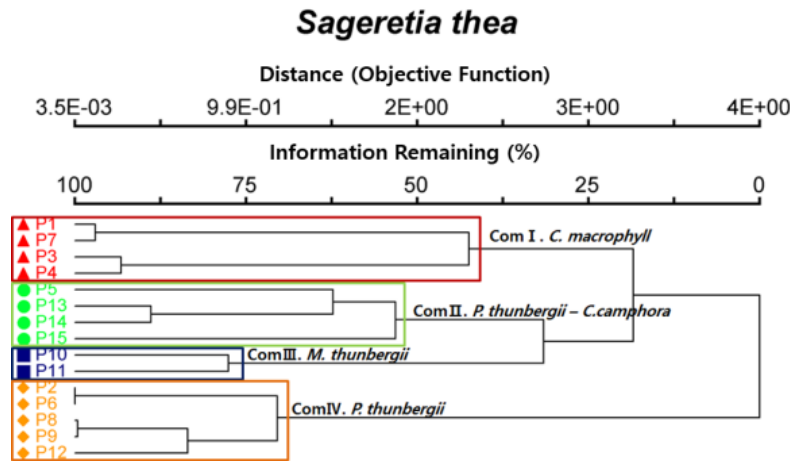 Sageretia thea
Distance (Objective Function)
3.5E-03 9.9E-01 2E+00 3E+00 4E+00
Information Remaining (%)
100 75 50 25 0
P1
P7
Com Ⅰ. C. macrophyll
P3
P4
P5
P13
ComⅡ. P. thunbergii – C.camphora
P14
P15
P10
ComⅢ. M. thunbergii
P11
P2
P6
ComⅣ. P. thunbergii
P8
P9
P12